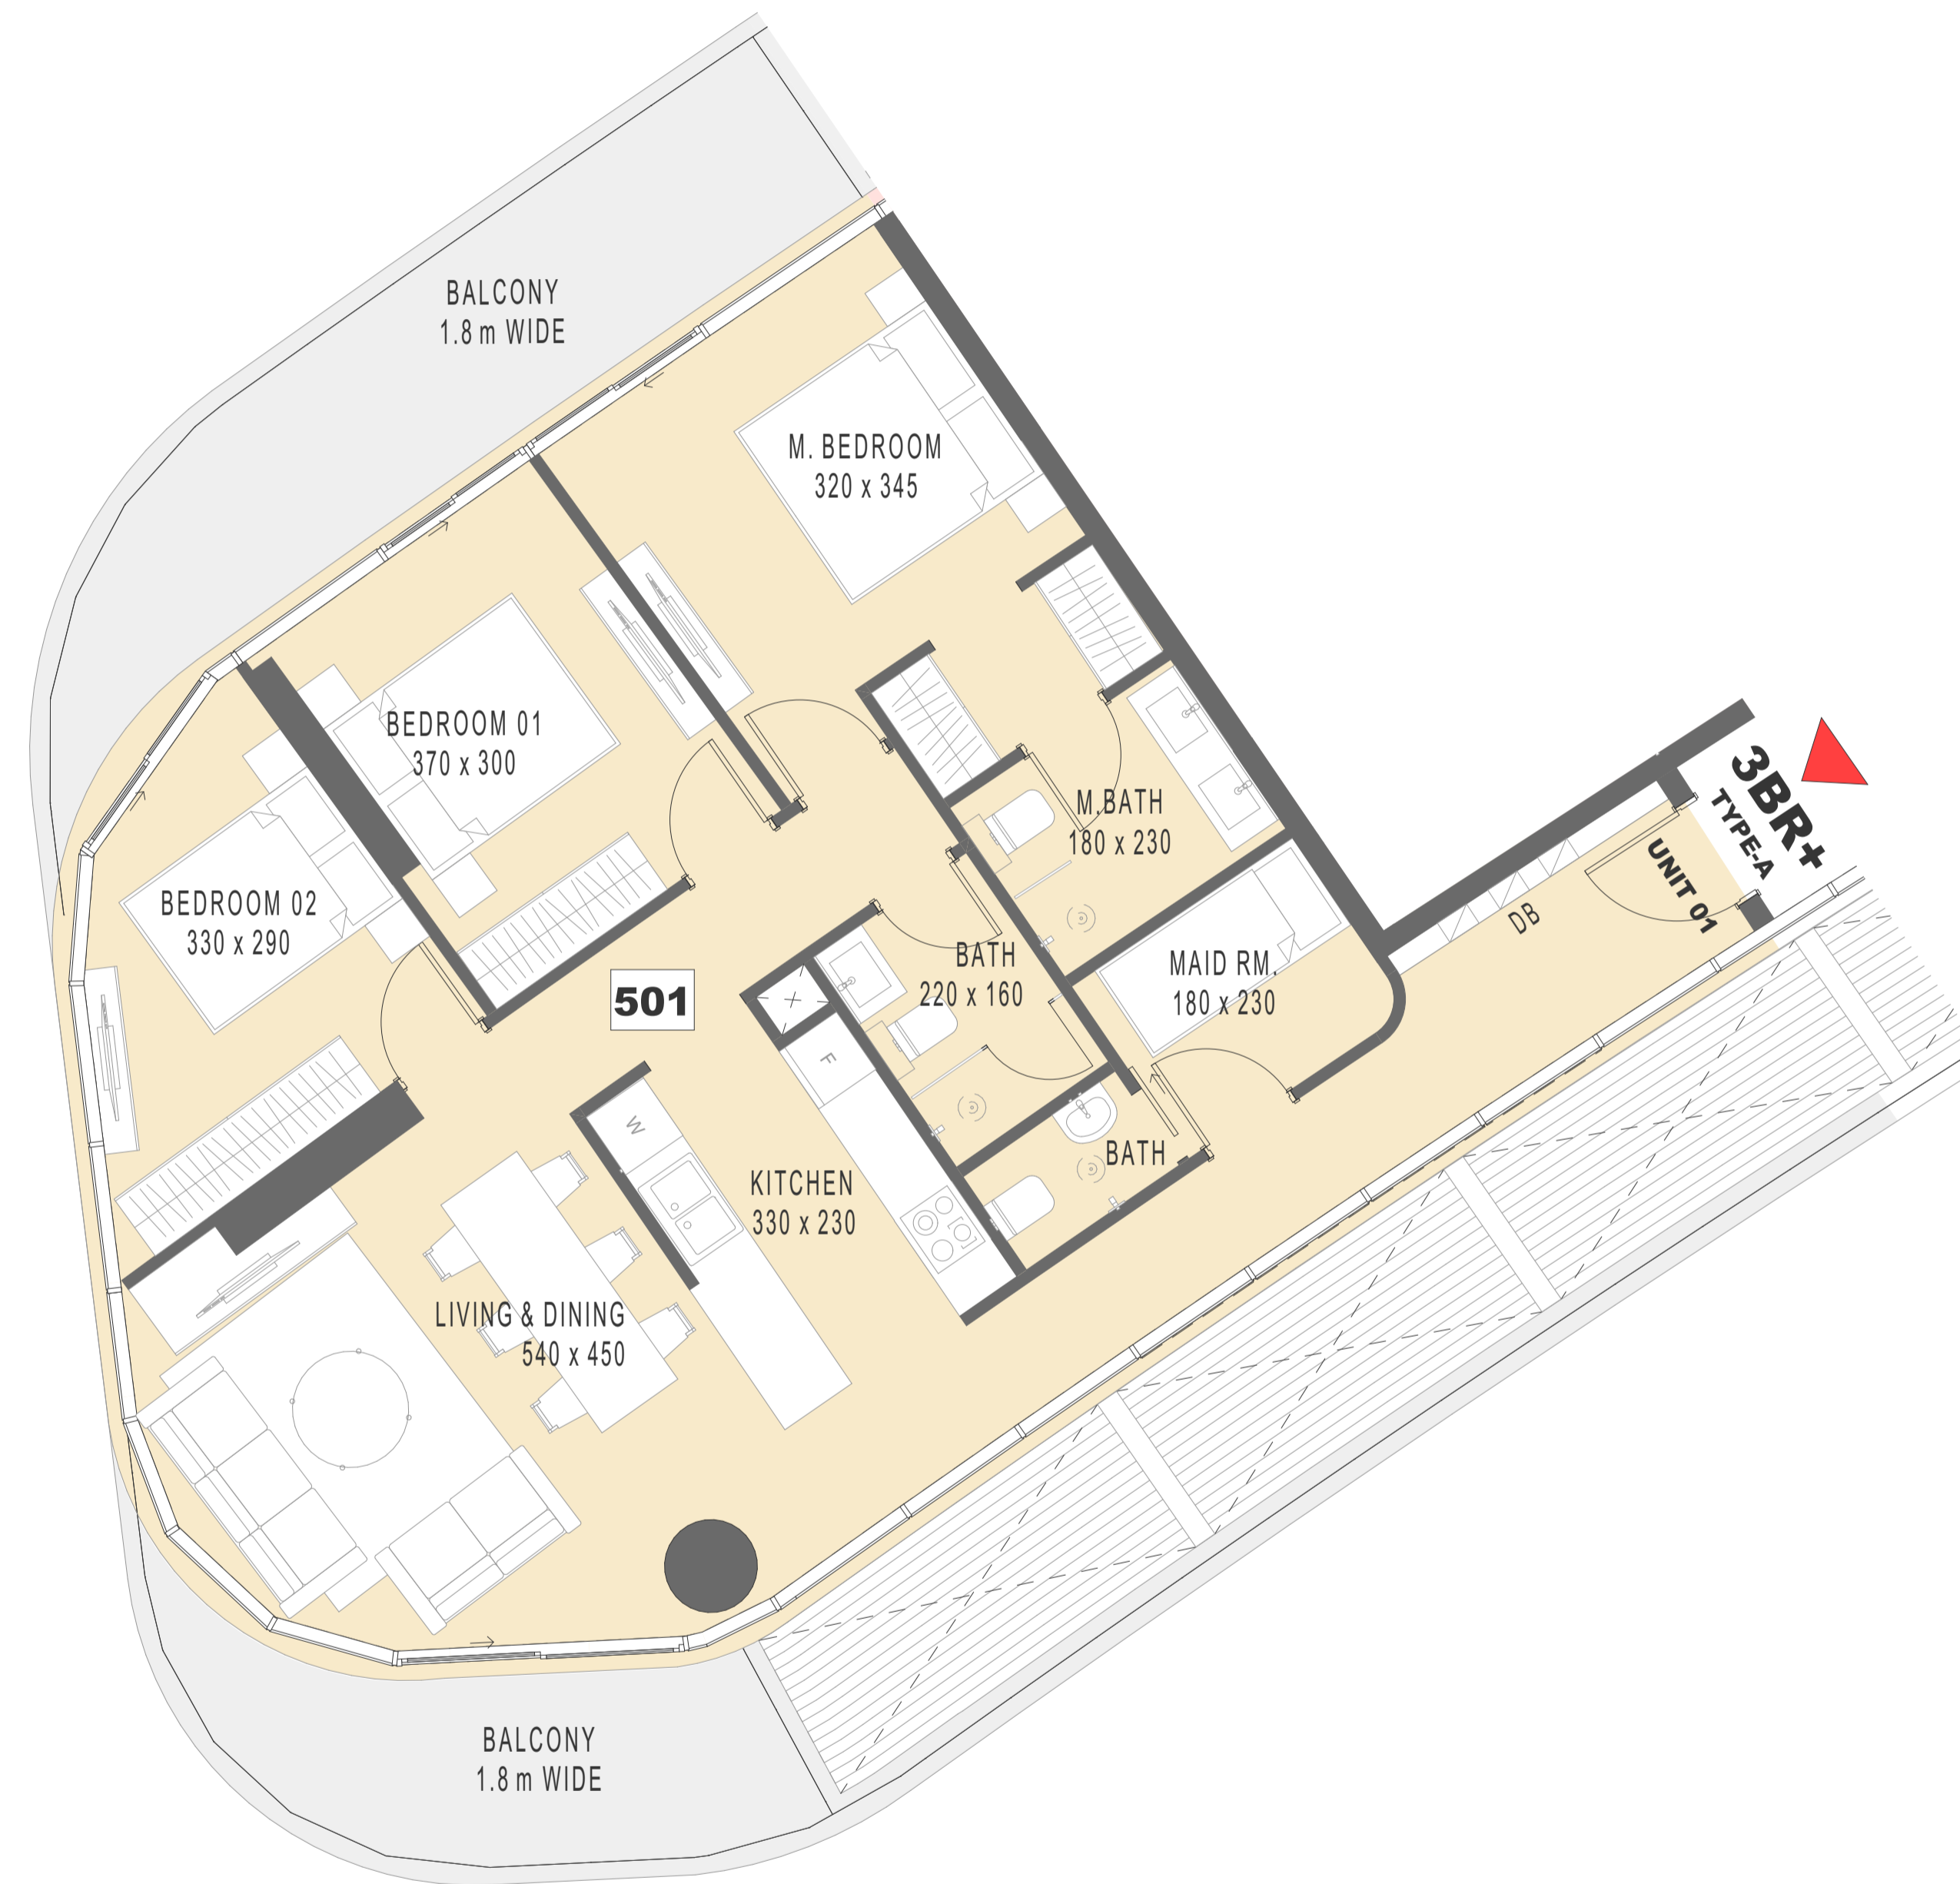 BALCONY
1.8 m WIDE
M. BEDROOM
320 x 345
BEDROOM 01
370 x 300
BEDROOM 02
330 x 290
M.BATH
180 x 230
3BR+
TYPE-A
UNIT 01
DB
BATH
220 x 160
MAID RM.
180 x 230
501
F
W
BATH
KITCHEN
330 x 230
LIVING & DINING
540 x 450
BALCONY
1.8 m WIDE